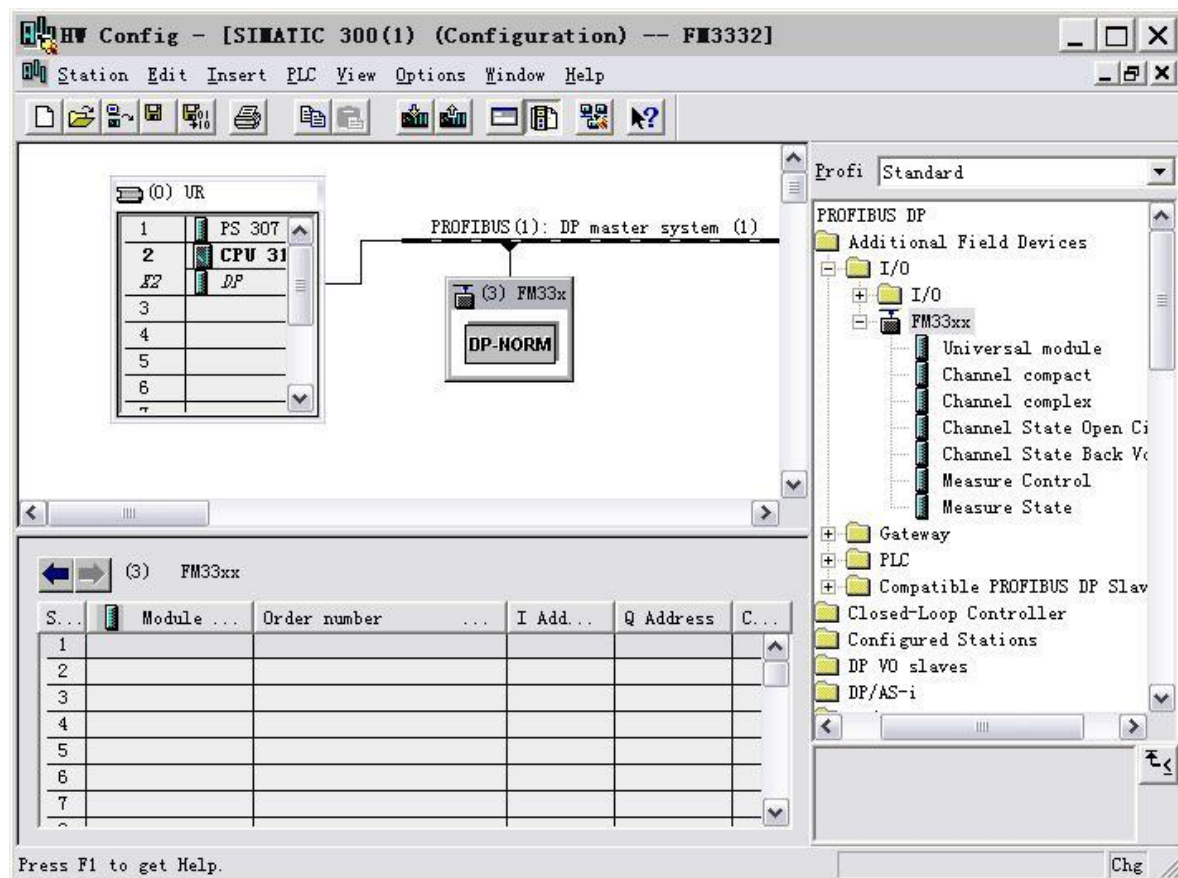 HW Config - [SIMATIC 300(1) (Configuration) -- FM3332]
Station Edit Insert PLC View Options Window Help
(0) UR
1 PS 307
2 CPU 31
X2 DP
3
4
5
6
7
PROFIBUS(1): DP master system (1)
(3) FM33x
DP-NORM
Profi Standard
PROFIBUS DP
Additional Field Devices
I/O
I/O
FM33xx
Universal module
Channel compact
Channel complex
Channel State Open Ci
Channel State Back Vo
Measure Control
Measure State
Gateway
PLC
Compatible PROFIBUS DP Slav
Closed-Loop Controller
Configured Stations
DP V0 slaves
DP/AS-i
(3) FM33xx
S... Module ... Order number ... I Add... Q Address C...
1
2
3
4
5
6
7
Press F1 to get Help.
Chg